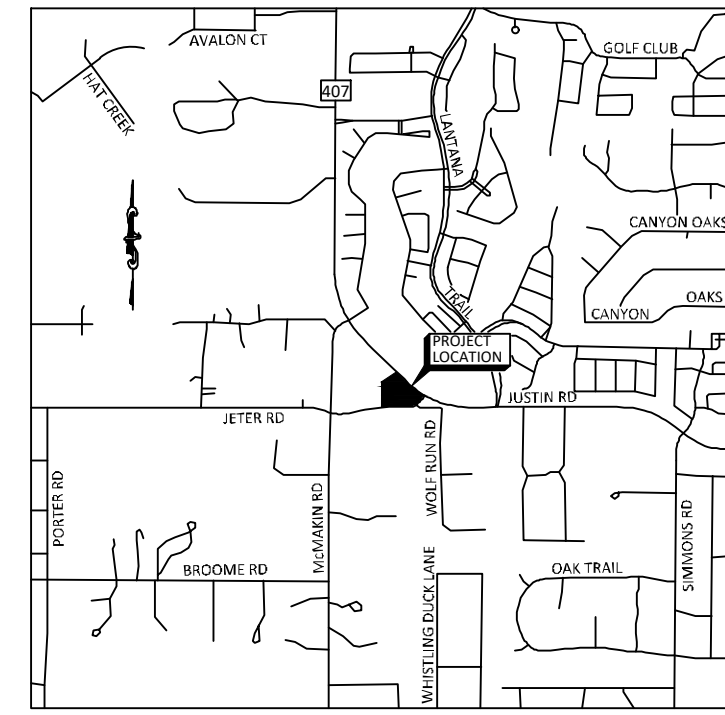 AVALON CT
GOLF CLUB
HAT CREEK
407
LANTANA
CANYON OAKS
OAKS
CANYON
TRAIL
PROJECT
LOCATION
JUSTIN RD
JETER RD
WOLF RUN RD
PORTER RD
McMAKIN RD
SIMMONS RD
BROOME RD
OAK TRAIL
WHISTLING DUCK LANE